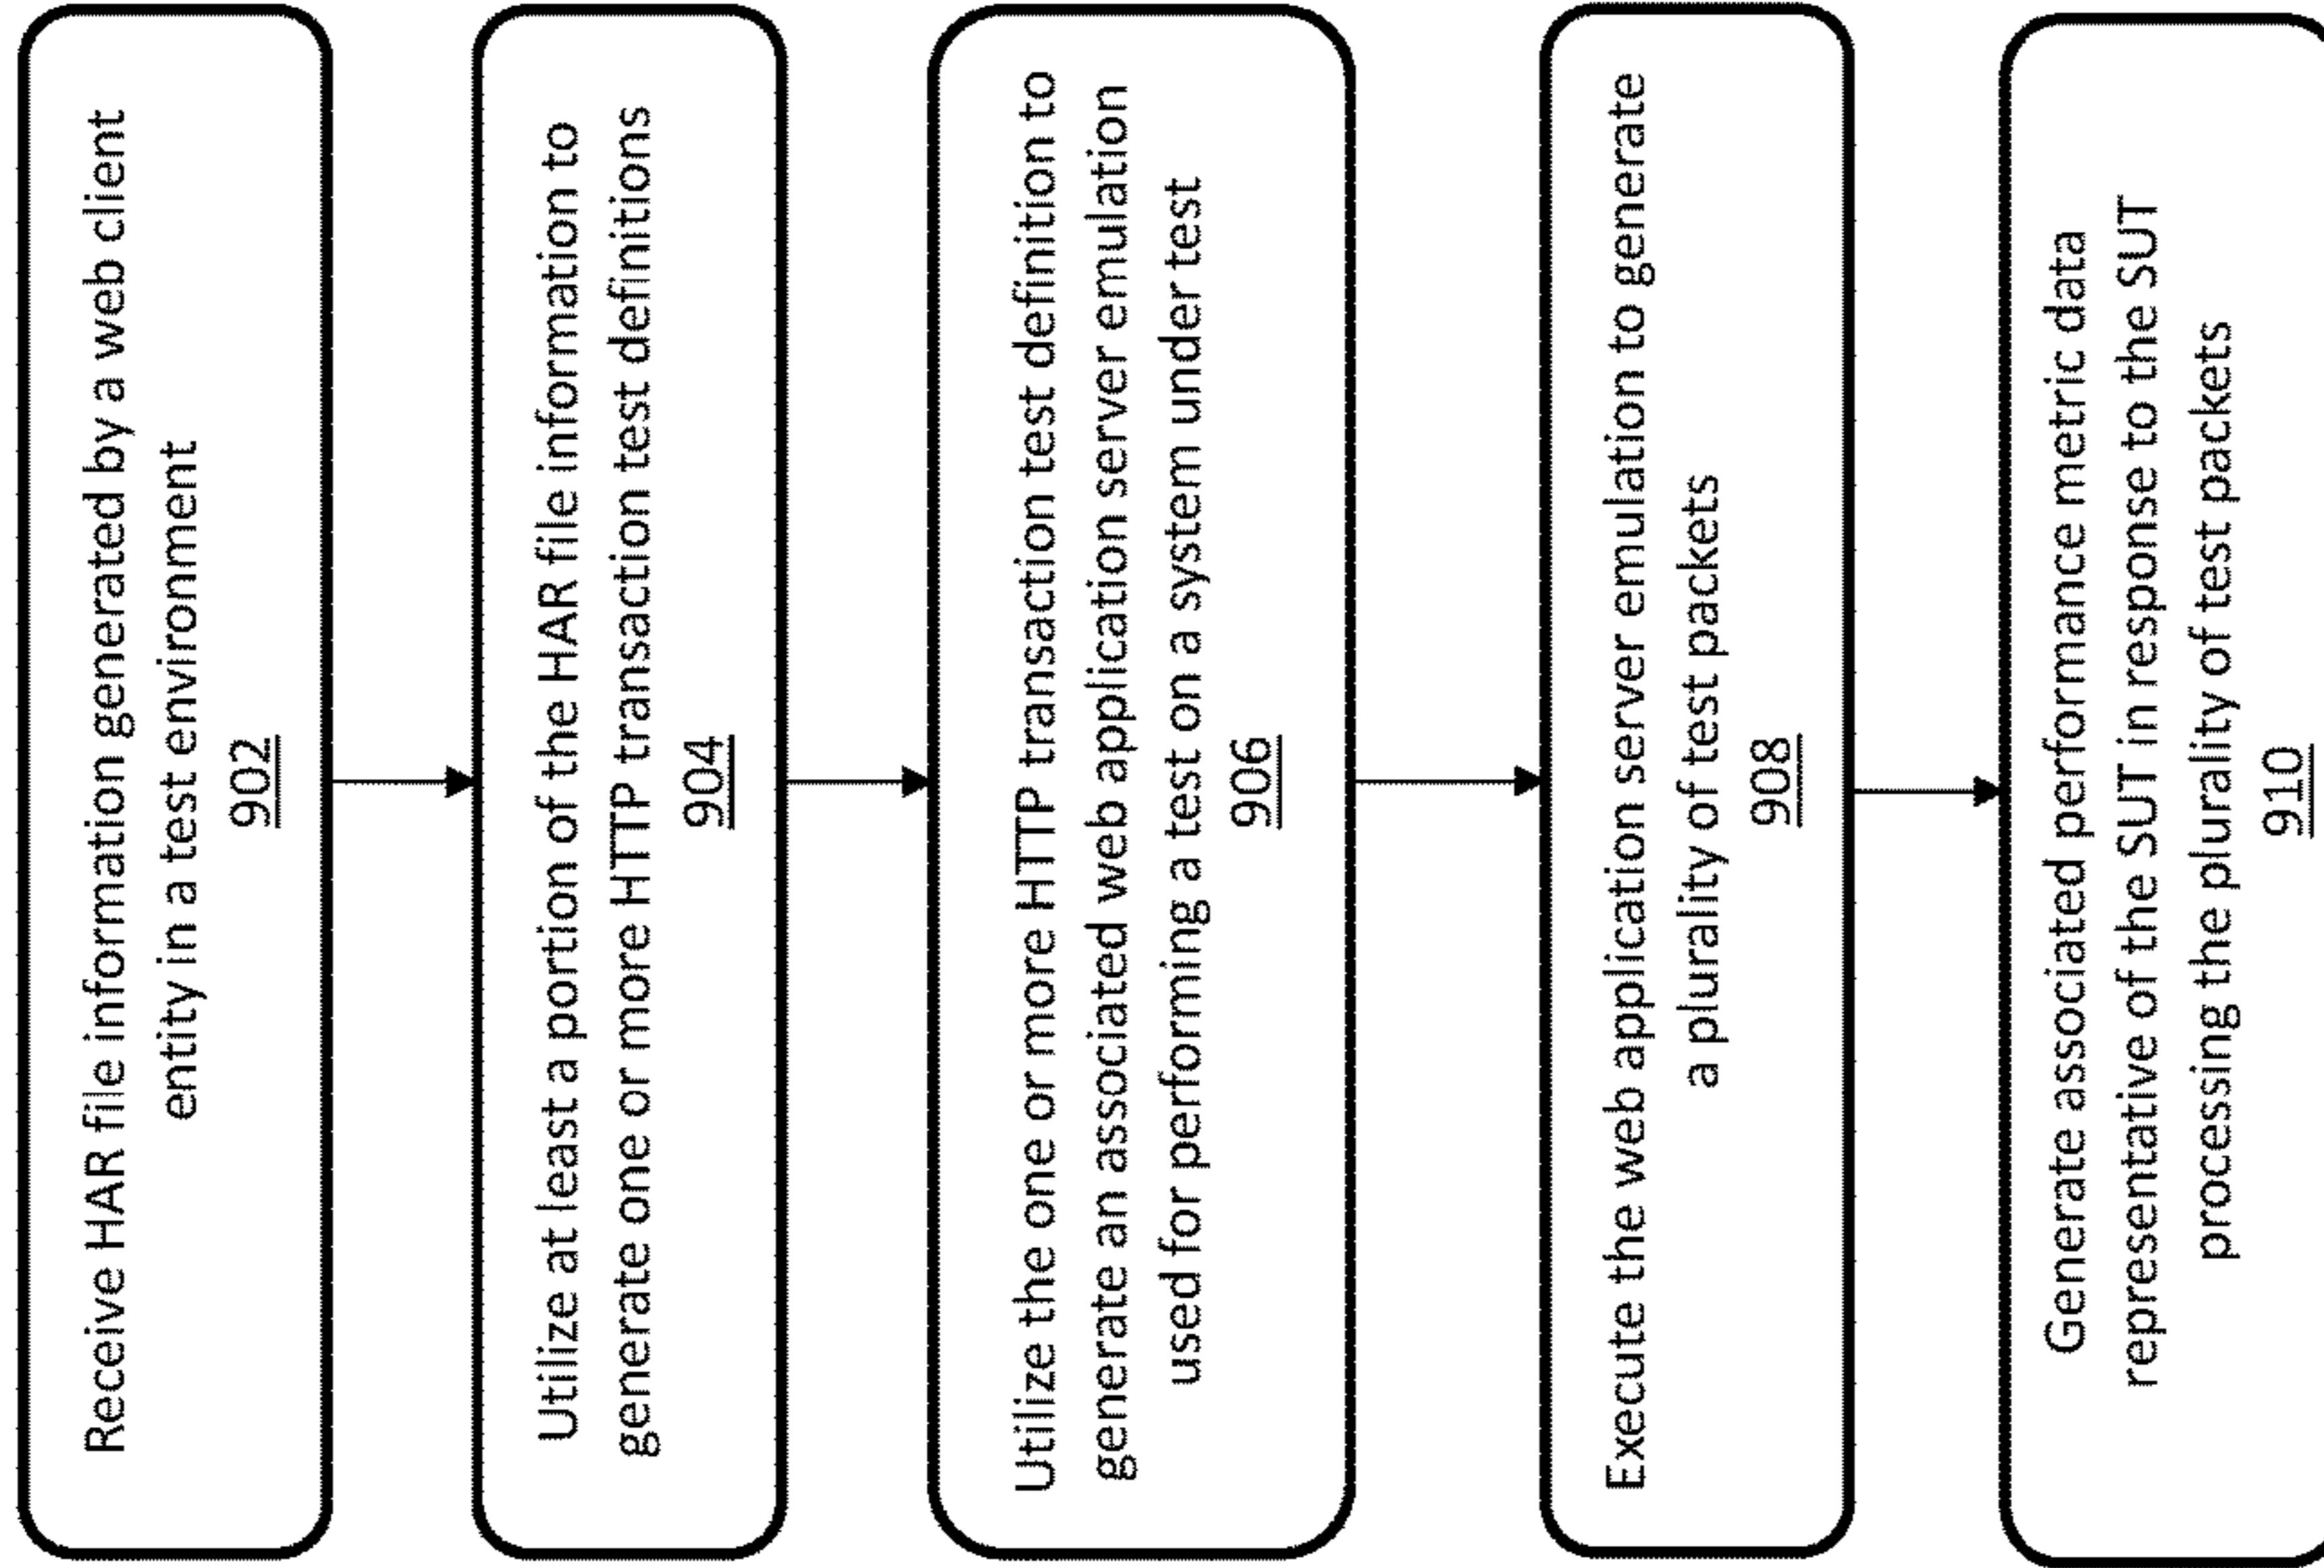 Receive HAR file information generated by a web client
entity in a test environment
902
Utilize at least a portion of the HAR file information to
generate one or more HTTP transaction test definitions
904
Utilize the one or more HTTP transaction test definition to
generate an associated web application server emulation
used for performing a test on a system under test
906
Execute the web application server emulation to generate
a plurality of test packets
908
Generate associated performance metric data
representative of the SUT in response to the SUT
processing the plurality of test packets
910